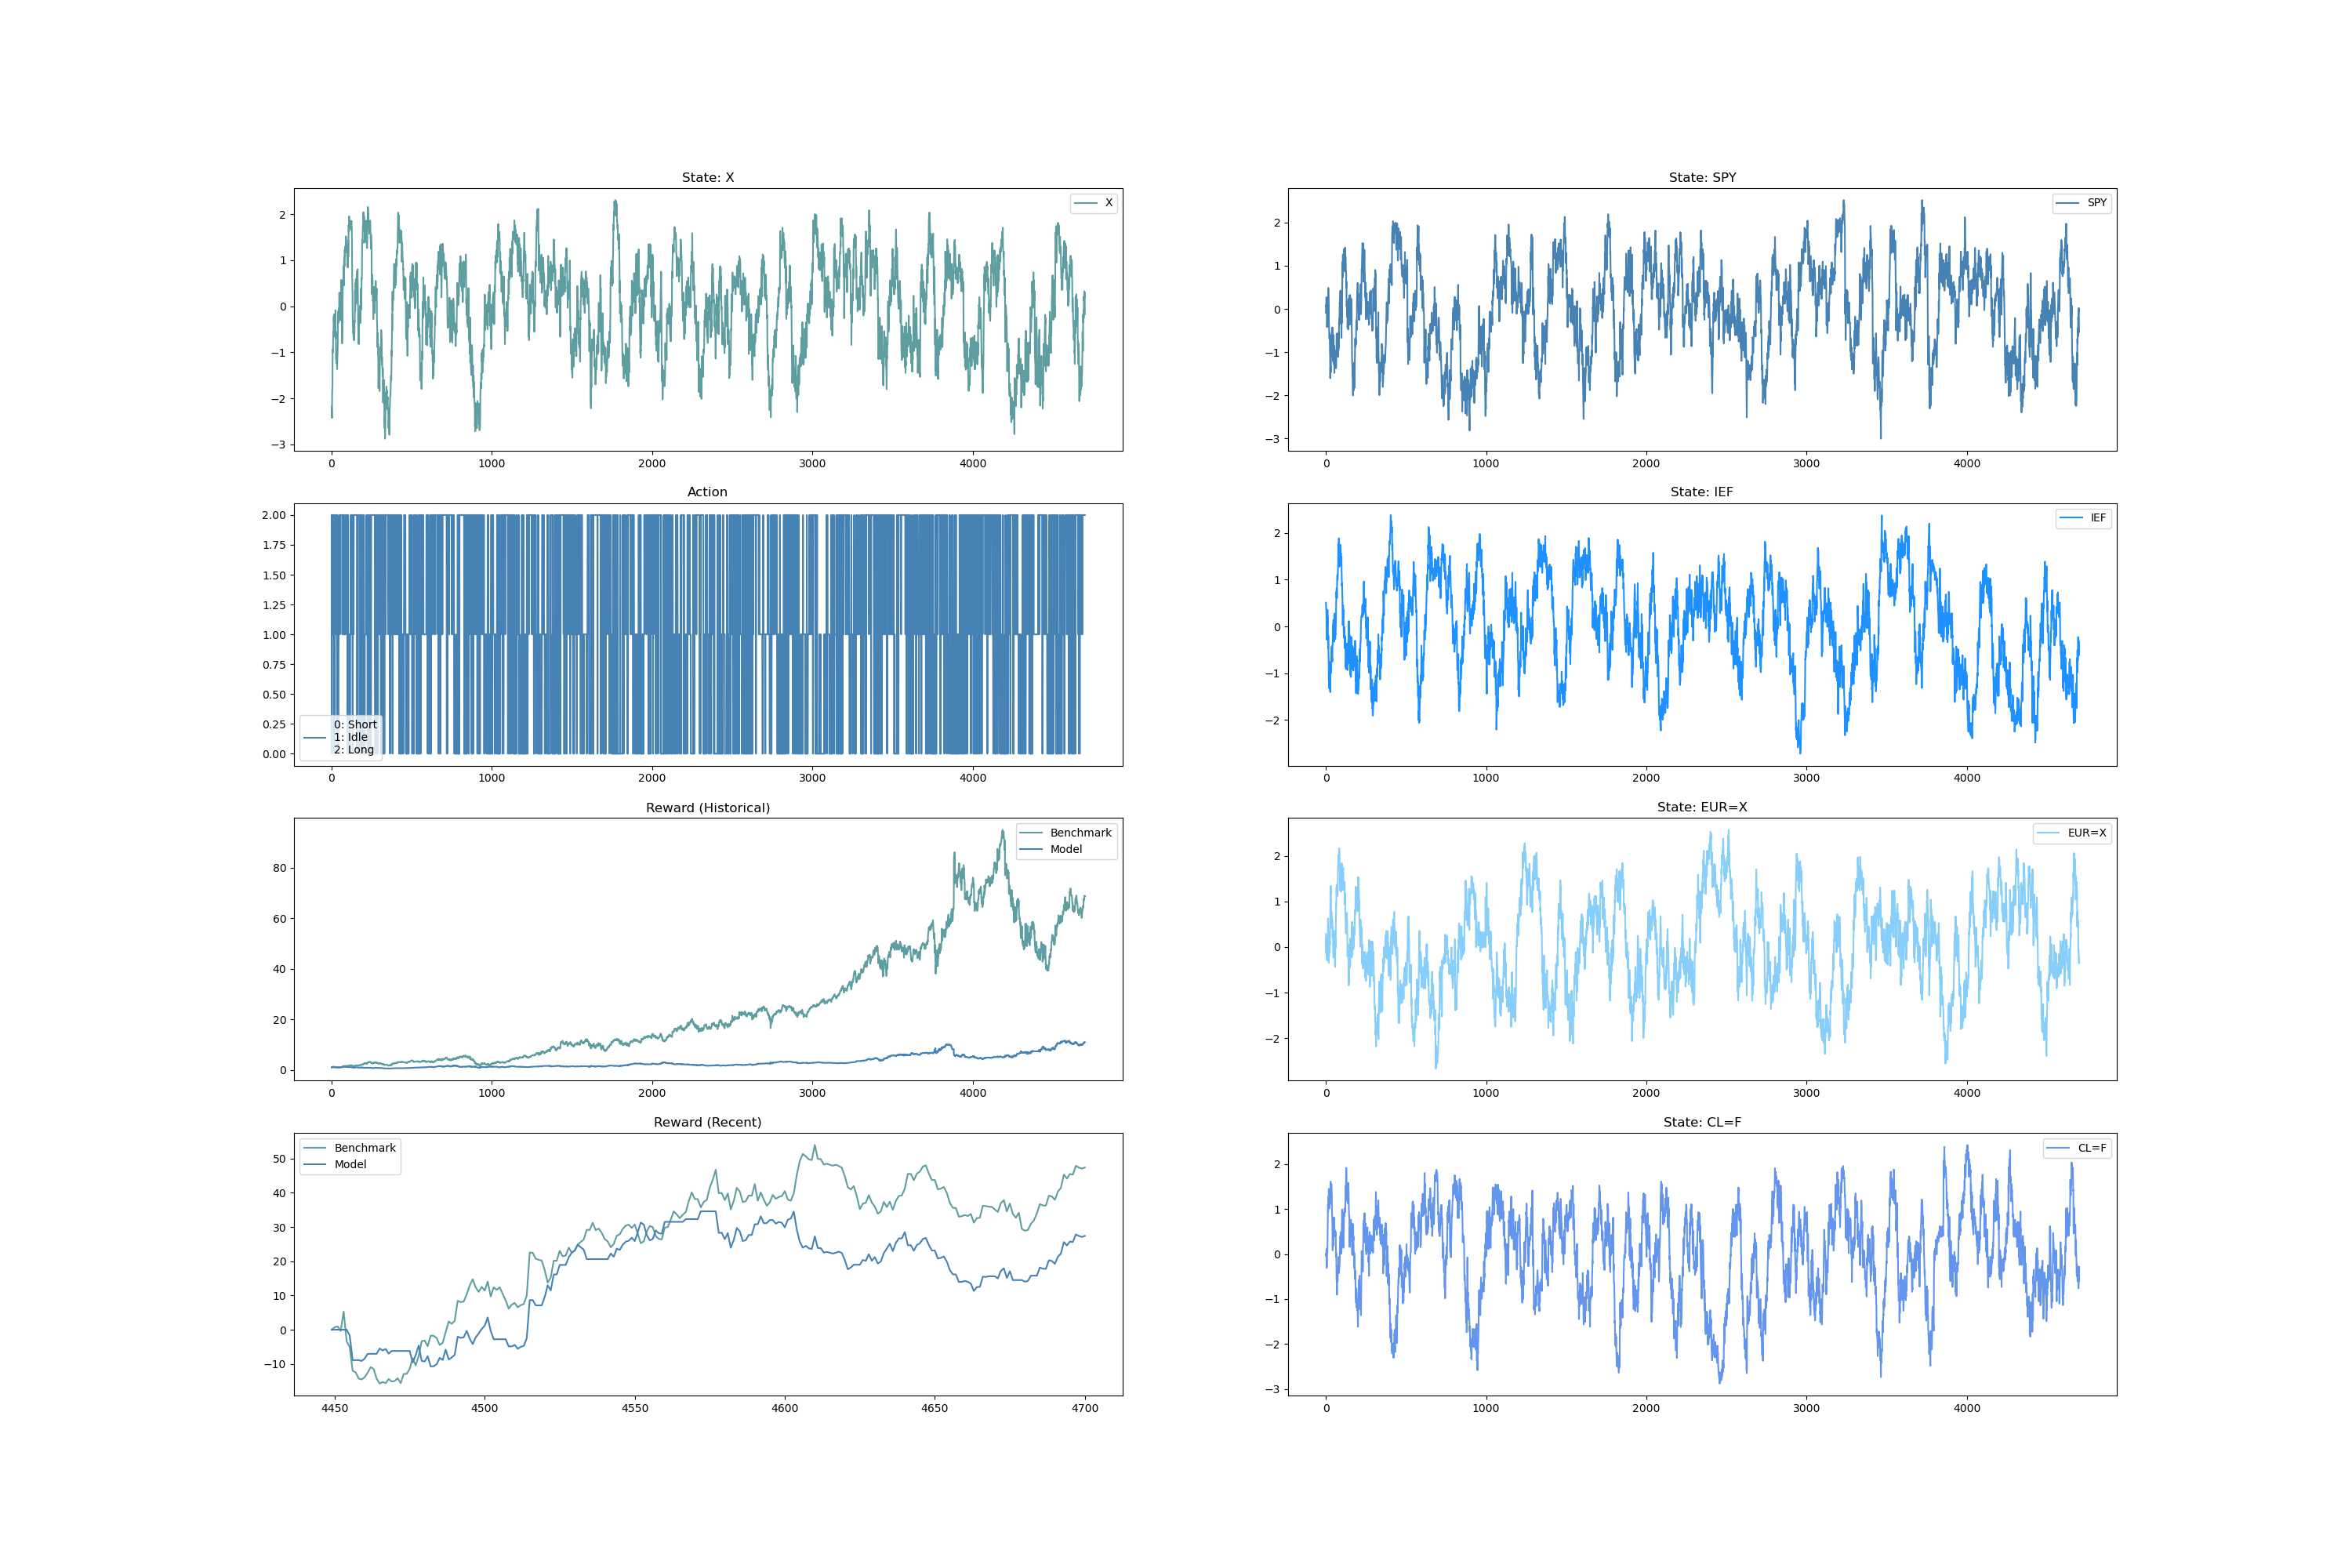 State: X
X
2
1
0
−1
−2
−3
0 1000 2000 3000 4000
State: SPY
SPY
2
1
0
−1
−2
−3
0 1000 2000 3000 4000
Action
2.00
1.75
1.50
1.25
1.00
0.75
0.50
0.25
0.00
0: Short
1: Idle
2: Long
0 1000 2000 3000 4000
State: IEF
IEF
2
1
0
−1
−2
0 1000 2000 3000 4000
Reward (Historical)
Benchmark
Model
80
60
40
20
0
0 1000 2000 3000 4000
State: EUR=X
EUR=X
2
1
0
−1
−2
0 1000 2000 3000 4000
Reward (Recent)
Benchmark
Model
50
40
30
20
10
0
−10
4450 4500 4550 4600 4650 4700
State: CL=F
CL=F
2
1
0
−1
−2
−3
0 1000 2000 3000 4000